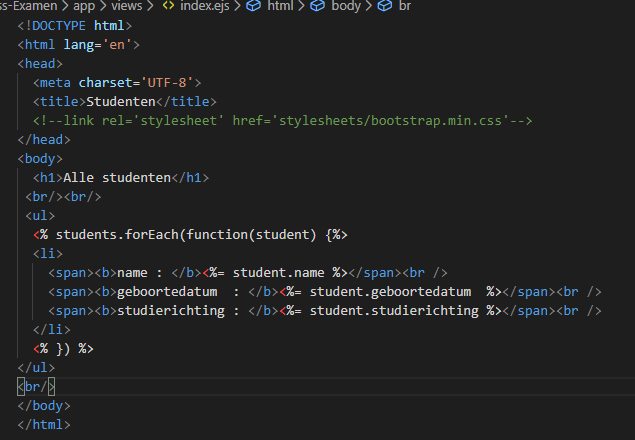 ss-Examen > app > views > <> index.ejs > html > body > br
<!DOCTYPE html>
<html lang='en'>
<head>
<meta charset='UTF-8'>
<title>Studenten</title>
<!--link rel='stylesheet' href='stylesheets/bootstrap.min.css'-->
</head>
<body>
<h1>Alle studenten</h1>
<br/><br/>
<ul>
<% students.forEach(function(student) {%>
<li>
<span><b>name : </b><%= student.name %></span><br />
<span><b>geboortedatum  : </b><%= student.geboortedatum  %></span><br />
<span><b>studierichting : </b><%= student.studierichting %></span><br />
</li>
<% }) %>
</ul>
<br/>
</body>
</html>